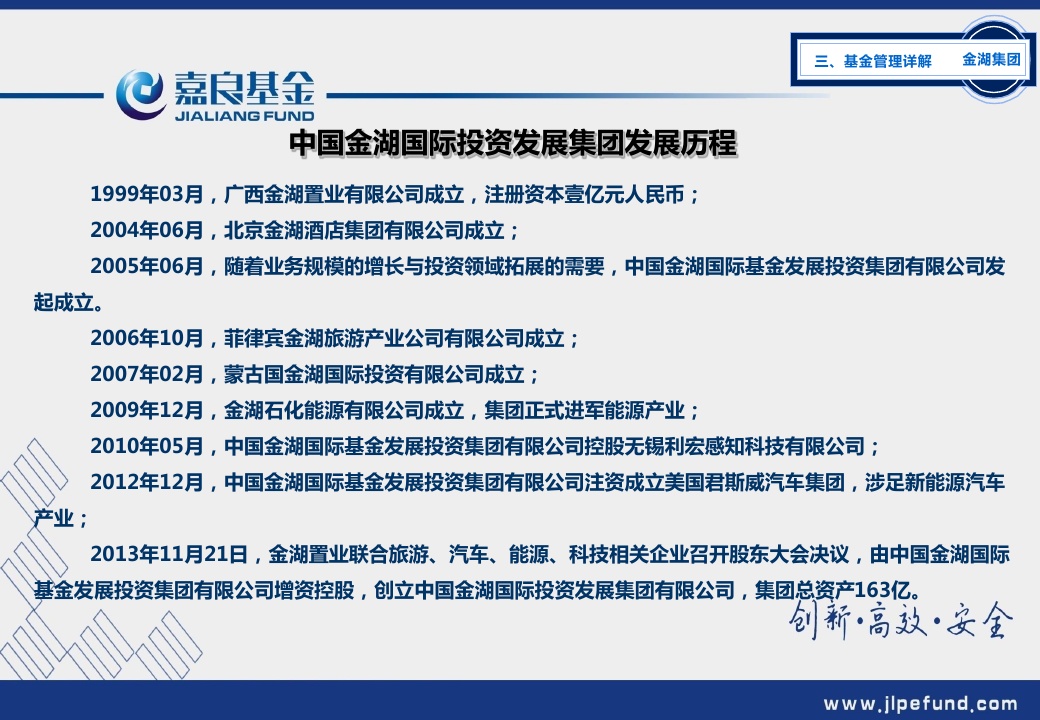 三、基金管理详解
金湖集团
嘉良基金
JIALIANG FUND
中国金湖国际投资发展集团发展历程
1999年03月，广西金湖置业有限公司成立，注册资本壹亿元人民币；
2004年06月，北京金湖酒店集团有限公司成立；
2005年06月，随着业务规模的增长与投资领域拓展的需要，中国金湖国际基金发展投资集团有限公司发
起成立。
2006年10月，菲律宾金湖旅游产业公司有限公司成立；
2007年02月，蒙古国金湖国际投资有限公司成立；
2009年12月，金湖石化能源有限公司成立，集团正式进军能源产业；
2010年05月，中国金湖国际基金发展投资集团有限公司控股无锡利宏感知科技有限公司；
2012年12月，中国金湖国际基金发展投资集团有限公司注资成立美国君斯威汽车集团，涉足新能源汽车
产业；
2013年11月21日，金湖置业联合旅游、汽车、能源、科技相关企业召开股东大会决议，由中国金湖国际
基金发展投资集团有限公司增资控股，创立中国金湖国际投资发展集团有限公司，集团总资产163亿。
创新·高效·安全
www.jlpefund.com